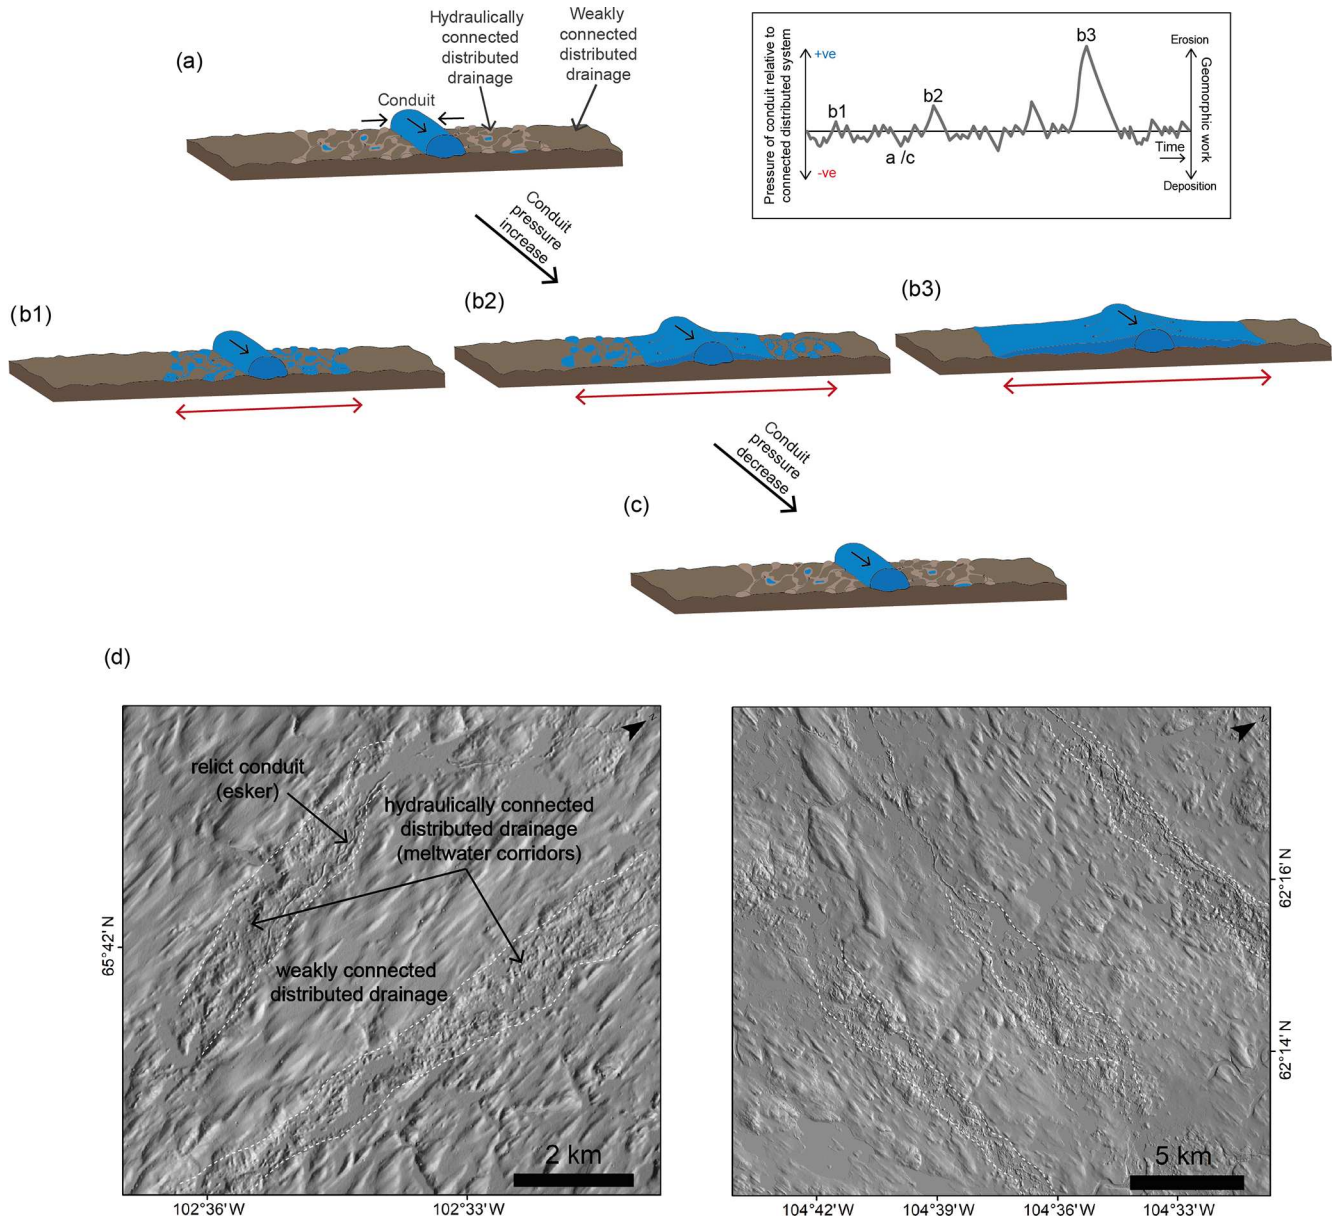 (a)
Hydraulically
connected
distributed
drainage
Weakly
connected
distributed
drainage
Conduit
Pressure of conduit relative to
connected distributed system
+ve
-ve
b1
b2
b3
a /c
Time
Erosion
Geomorphic work
Deposition
Conduit
pressure
increase
(b1)
(b2)
(b3)
Conduit
pressure
decrease
(c)
(d)
relict conduit
(esker)
hydraulically connected
distributed drainage
(meltwater corridors)
weakly connected
distributed drainage
N
65°42' N
2 km
102°36'W
102°33'W
N
62°16' N
62°14' N
5 km
104°42'W
104°39'W
104°36'W
104°33'W